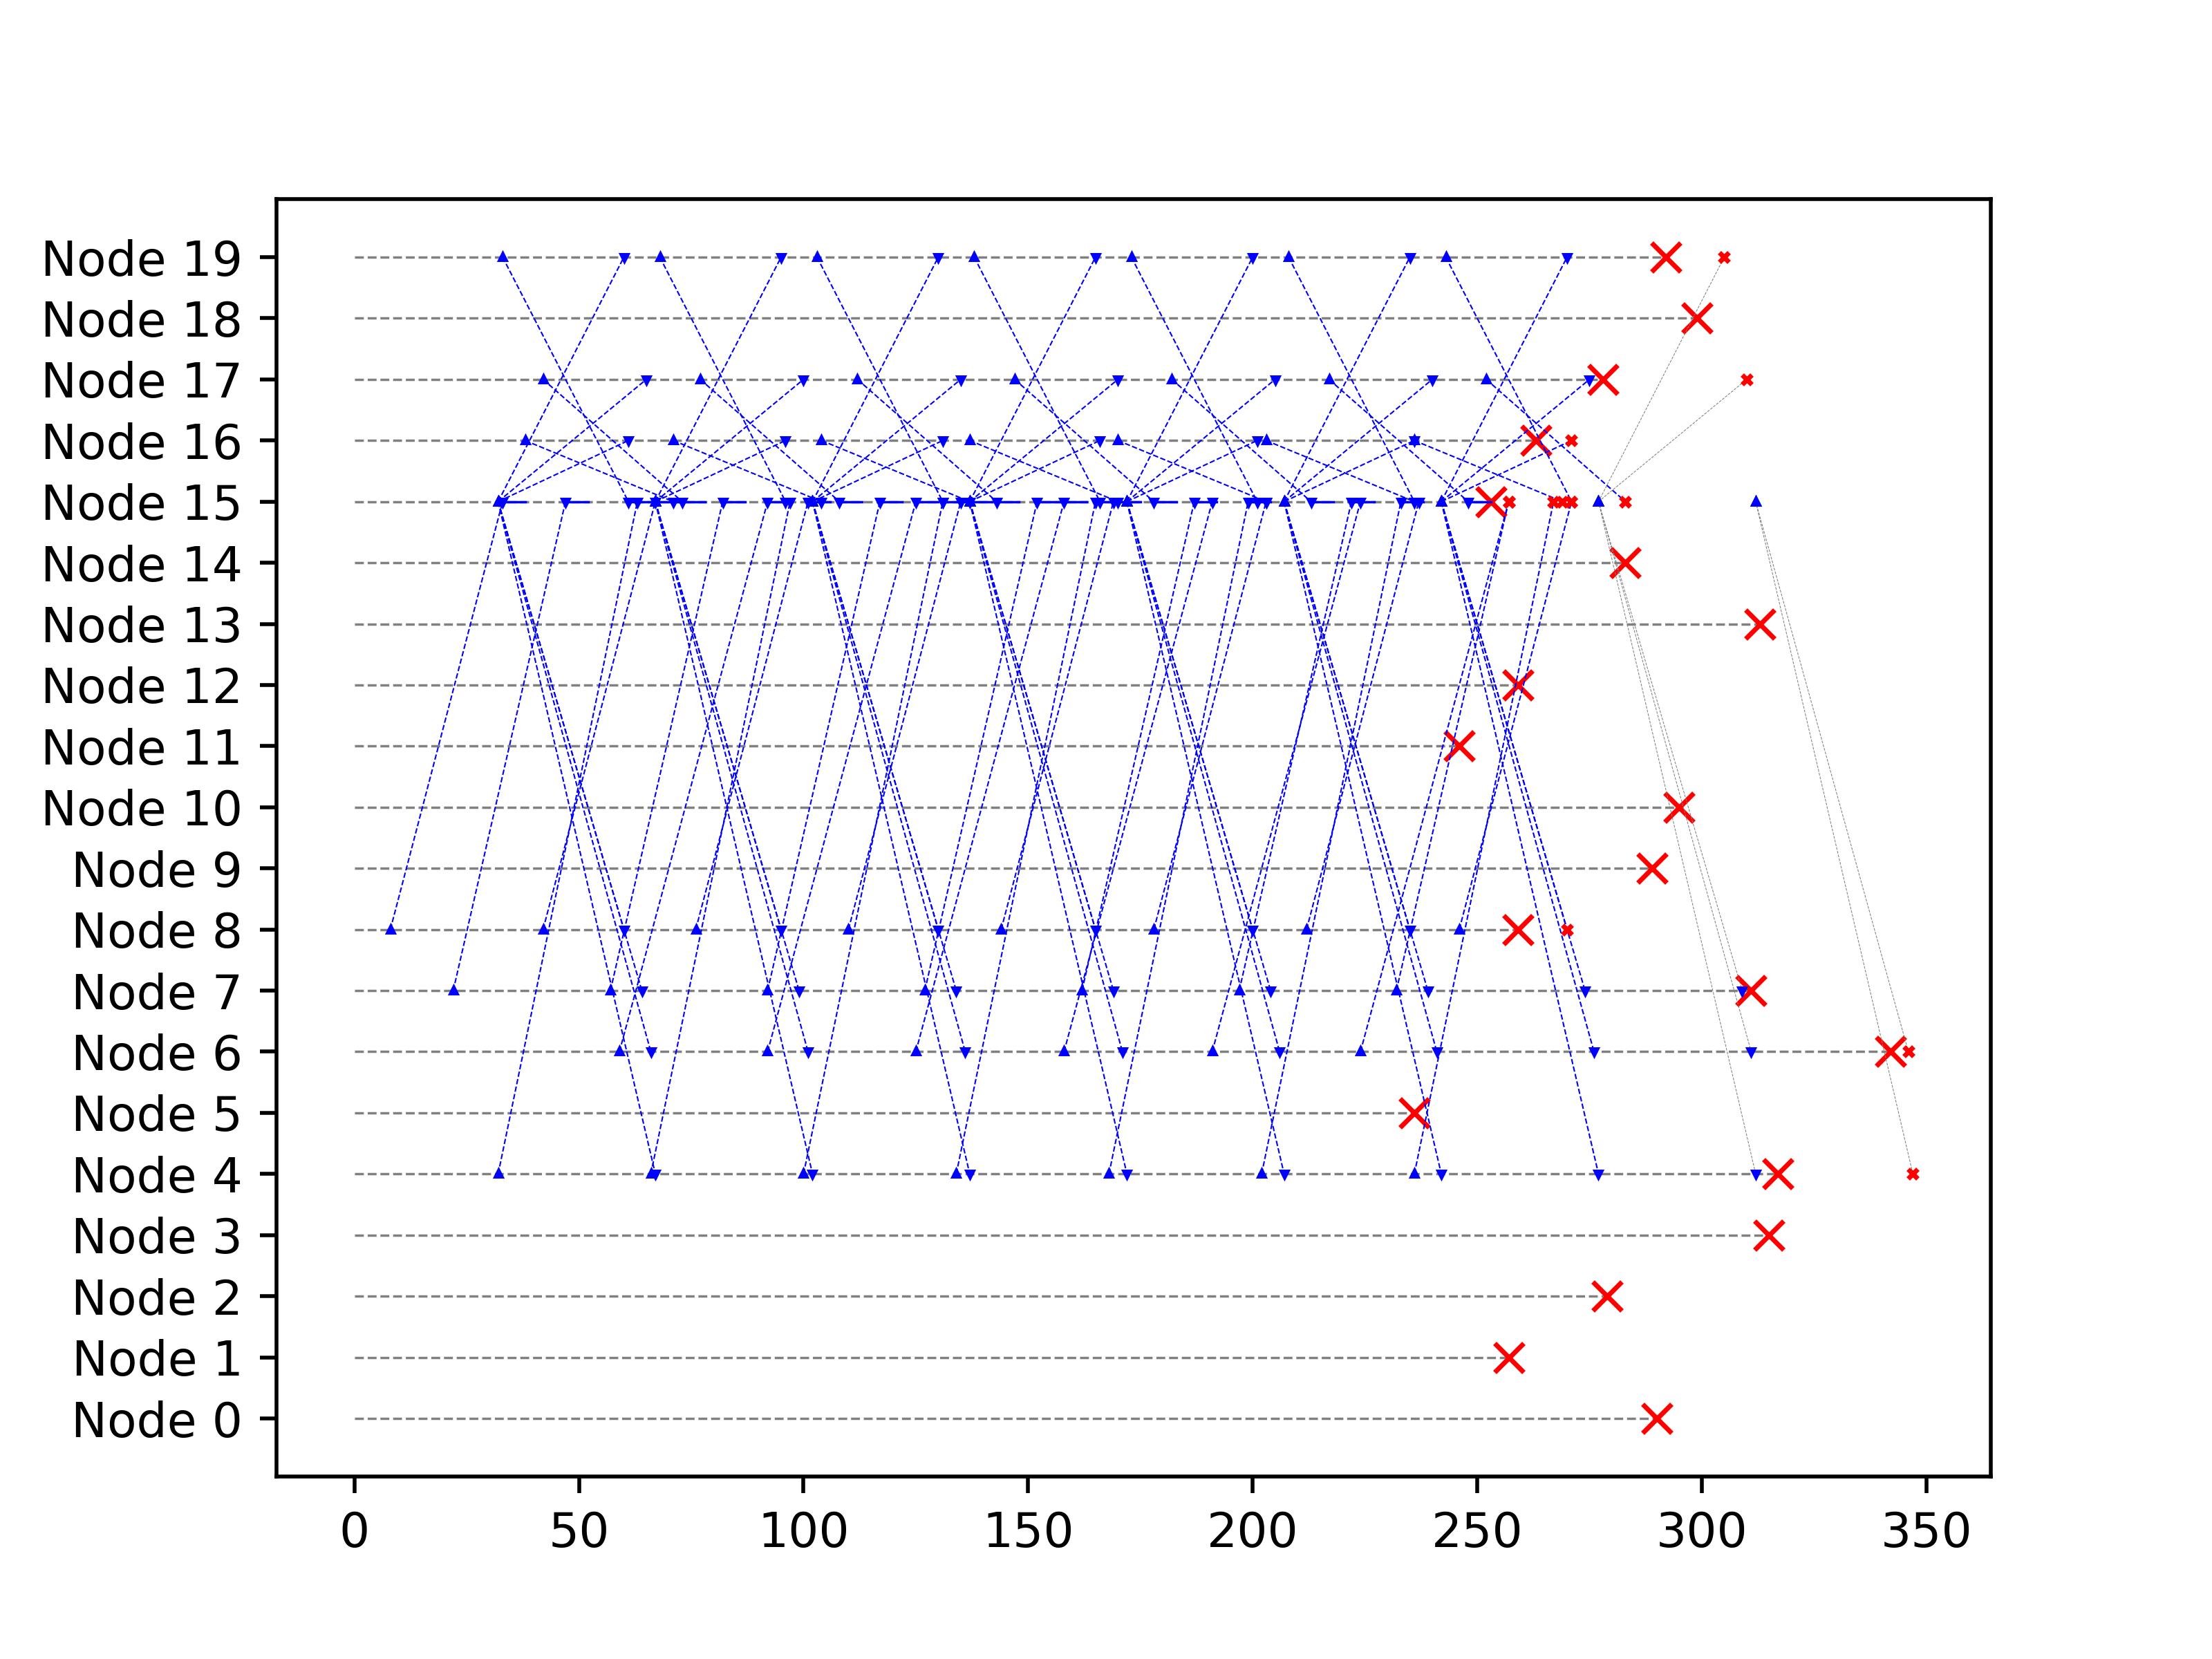 Node 19
Node 18
Node 17
Node 16
Node 15
Node 14
Node 13
Node 12
Node 11
Node 10
Node 9
Node 8
Node 7
Node 6
Node 5
Node 4
Node 3
Node 2
Node 1
Node 0
0 50 100 150 200 250 300 350